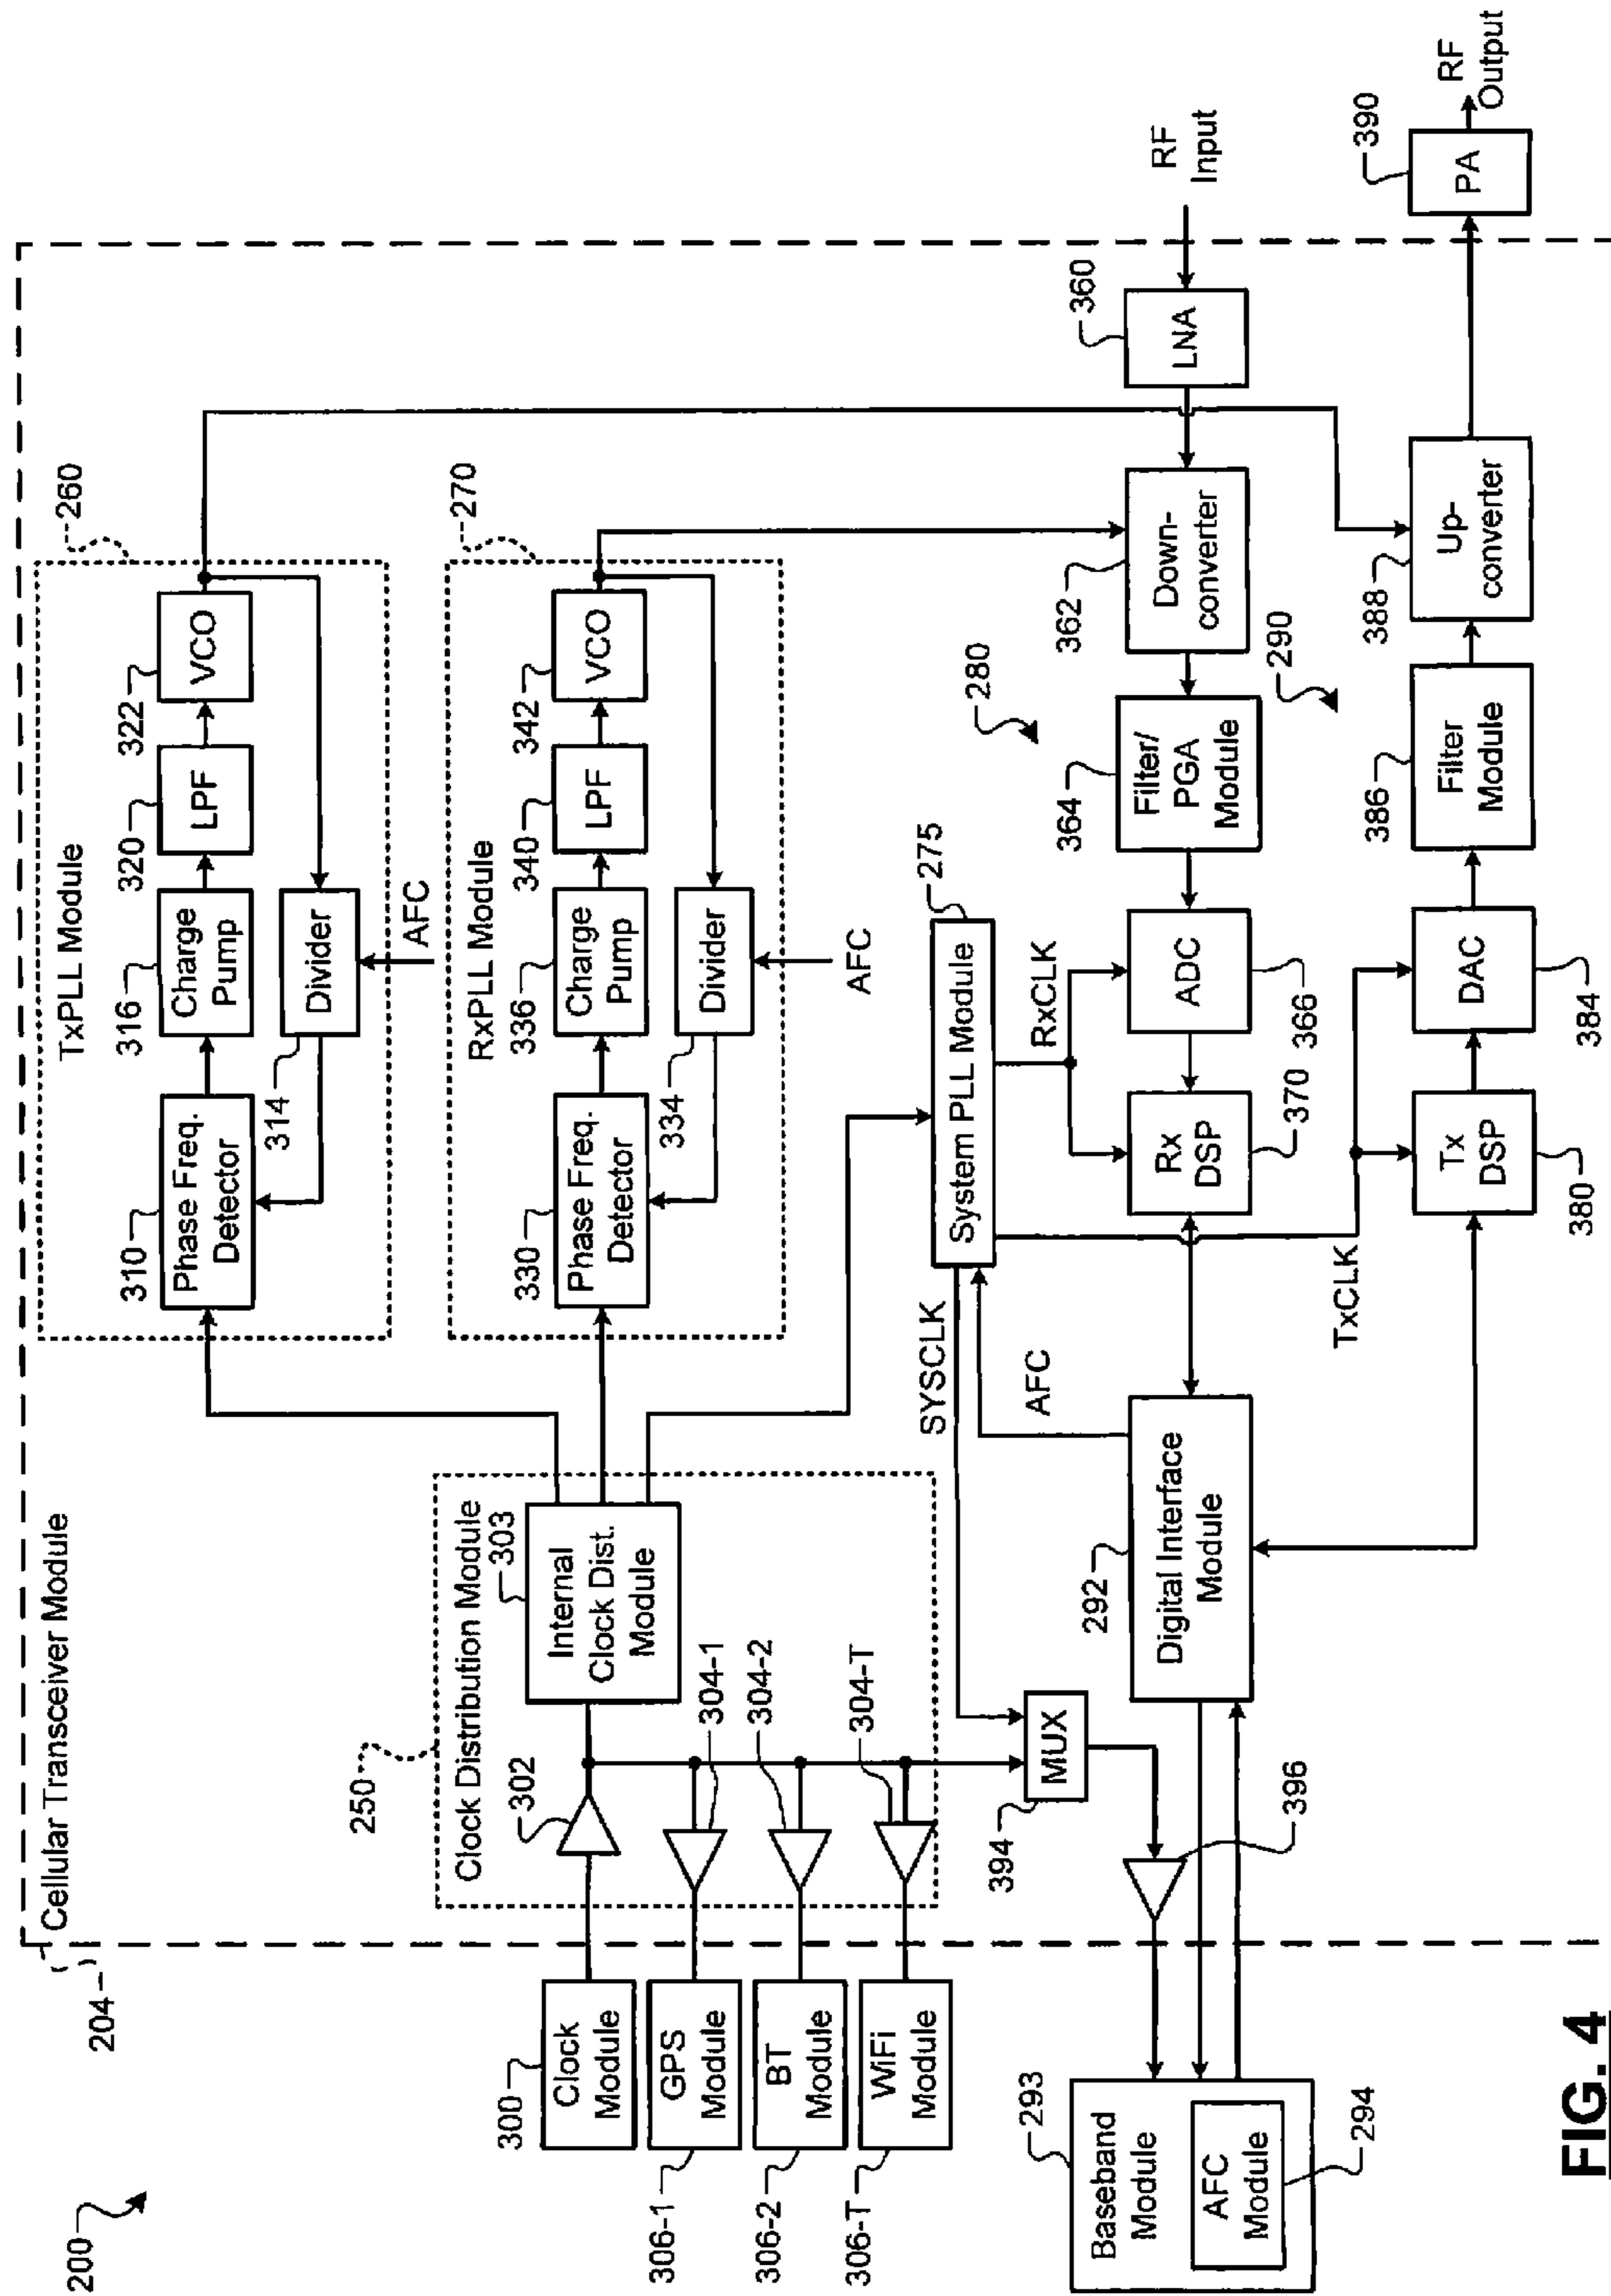 200
204
Cellular Transceiver Module
TxPLL Module
260
310
Phase Freq.
Detector
316
Charge
Pump
320
LPF
322
VCO
314
Divider
AFC
RxPLL Module
270
330
Phase Freq.
Detector
336
Charge
Pump
340
LPF
342
VCO
334
Divider
AFC
250
Clock Distribution Module
300
Clock
Module
302
303
Internal
Clock Dist.
Module
306-1
GPS
Module
304-1
306-2
BT
Module
304-2
306-T
WiFi
Module
304-T
SYSCLK
System PLL Module
275
AFC
RxCLK
TxCLK
280
290
394
MUX
396
293
Baseband
Module
AFC
Module
294
292
Digital Interface
Module
Rx
DSP
370
ADC
366
364
Filter/
PGA
Module
362
Down-
converter
360
LNA
RF
Input
Tx
DSP
380
DAC
384
386
Filter
Module
388
Up-
converter
390
PA
RF
Output
FIG. 4